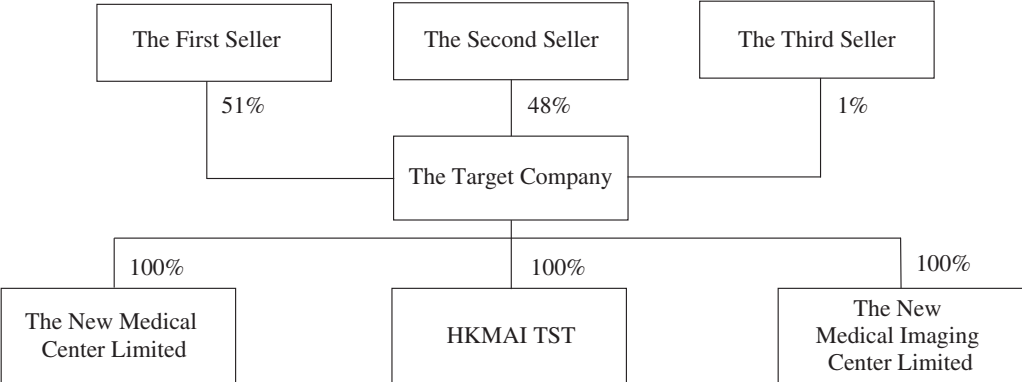 The First Seller
The Second Seller
The Third Seller
51%
48%
1%
The Target Company
100%
100%
100%
The New Medical
Center Limited
HKMAI TST
The New
Medical Imaging
Center Limited